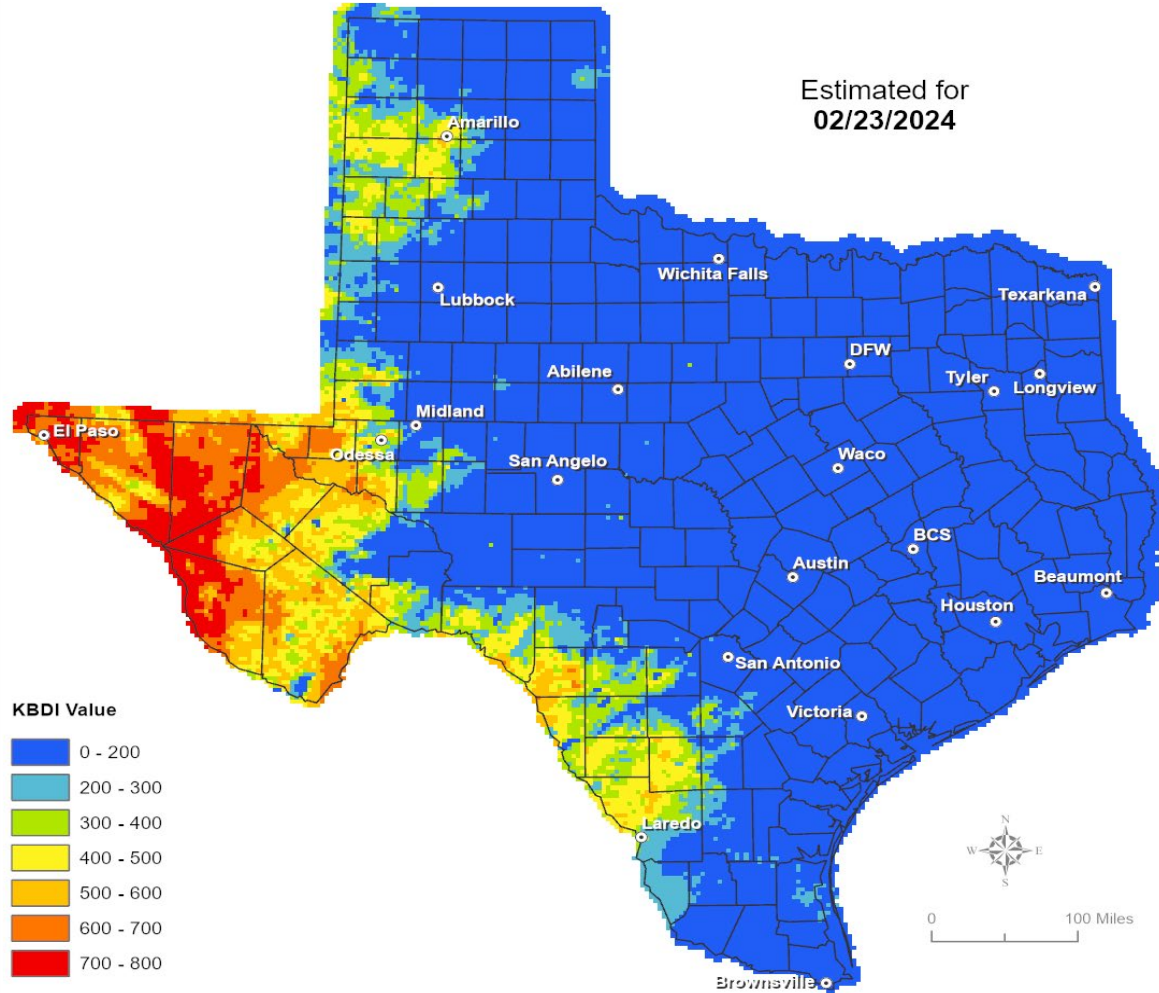 Estimated for
02/23/2024
Amarillo
Wichita Falls
Lubbock
Texarkana
DFW
Abilene
Tyler
Longview
Midland
El Paso
Odessa
San Angelo
Waco
BCS
Austin
Beaumont
Houston
San Antonio
Victoria
KBDI Value
0 - 200
200 - 300
300 - 400
400 - 500
500 - 600
600 - 700
700 - 800
Laredo
N
W E
S
0 100 Miles
Brownsville